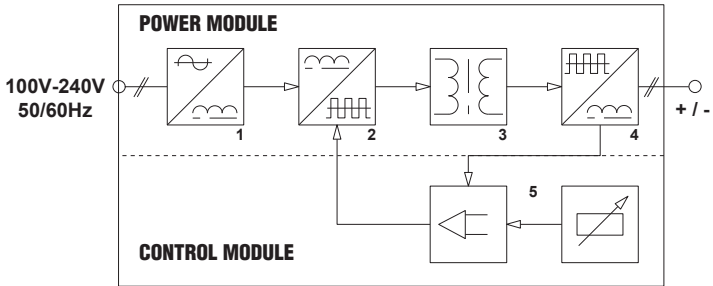 POWER MODULE
100V-240V
50/60Hz
1
2
3
4
+ / -
5
CONTROL MODULE